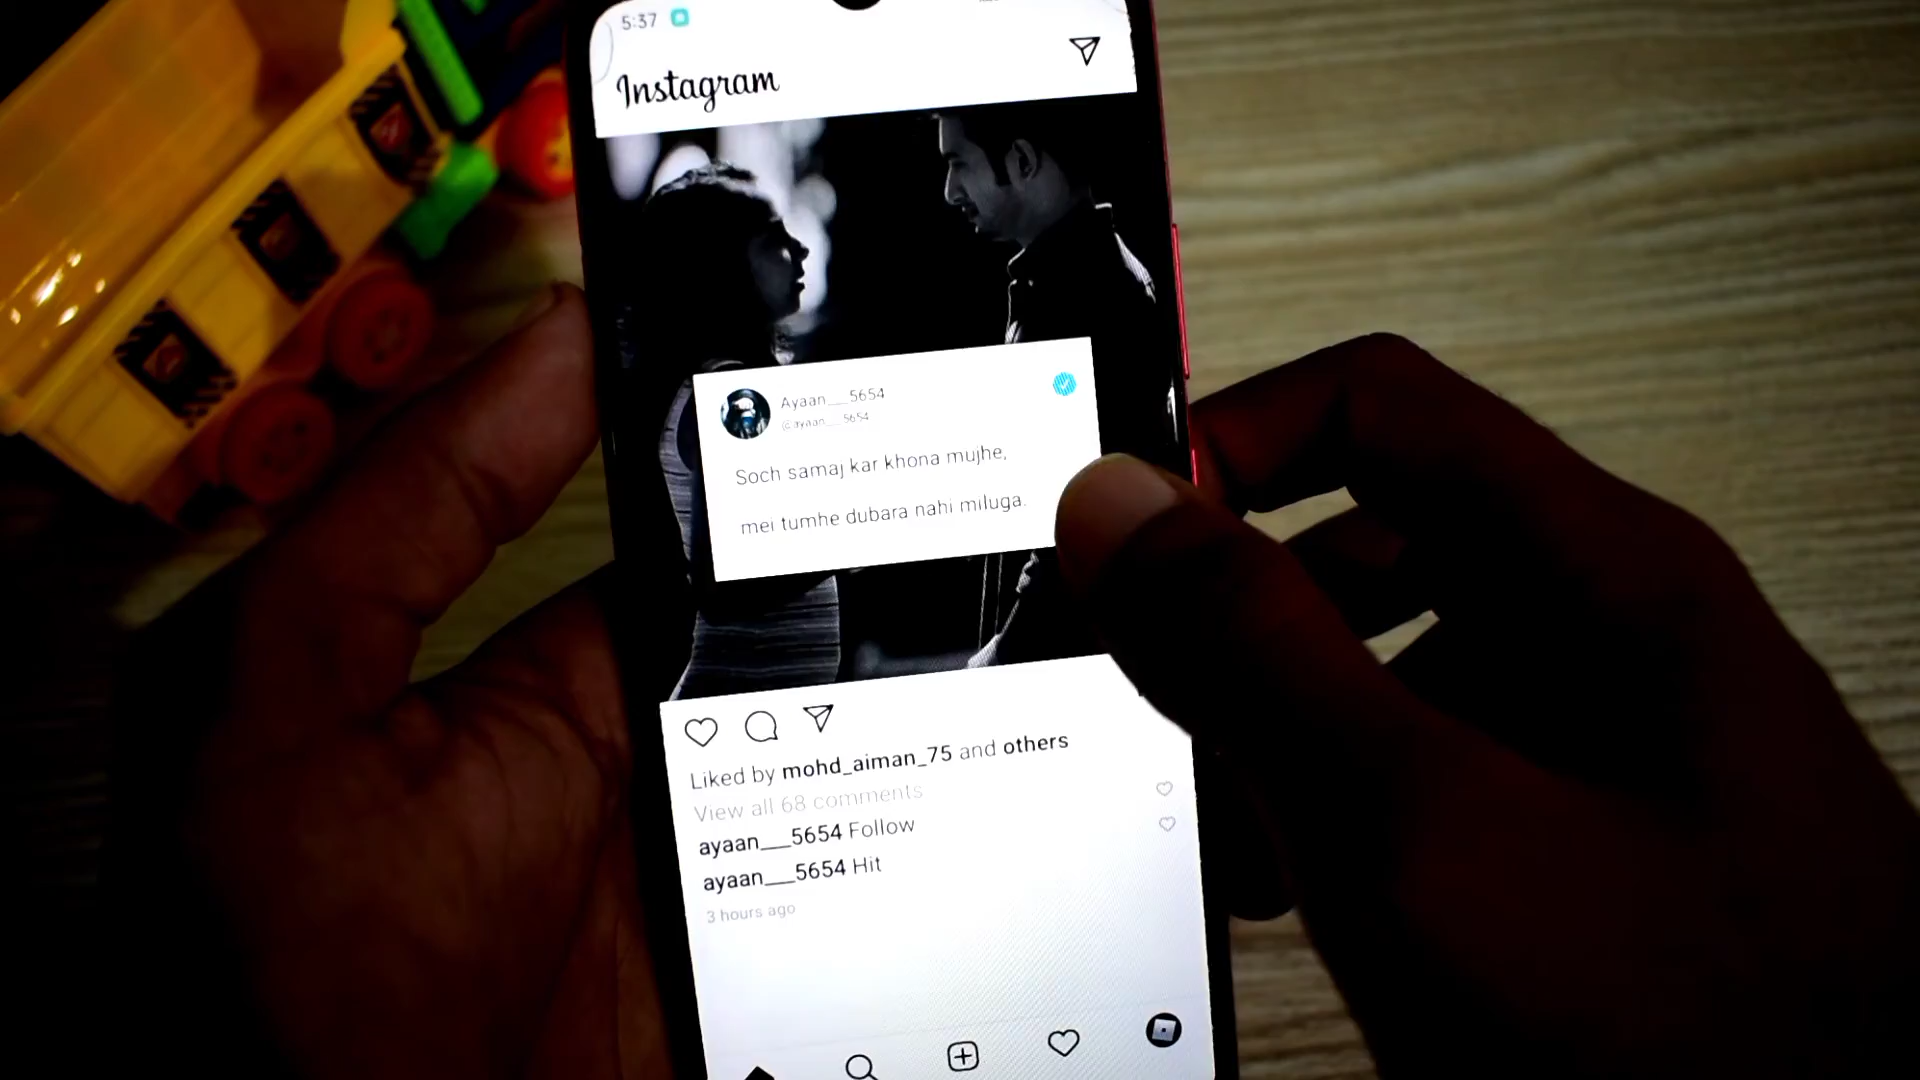 5:37
Instagram
Ayaan__5654
@ayaan__5654
Soch samaj kar khona mujhe,
mei tumhe dubara nahi miluga.
Liked by mohd_aiman_75 and others
View all 68 comments
ayaan__5654 Follow
ayaan__5654 Hit
3 hours ago